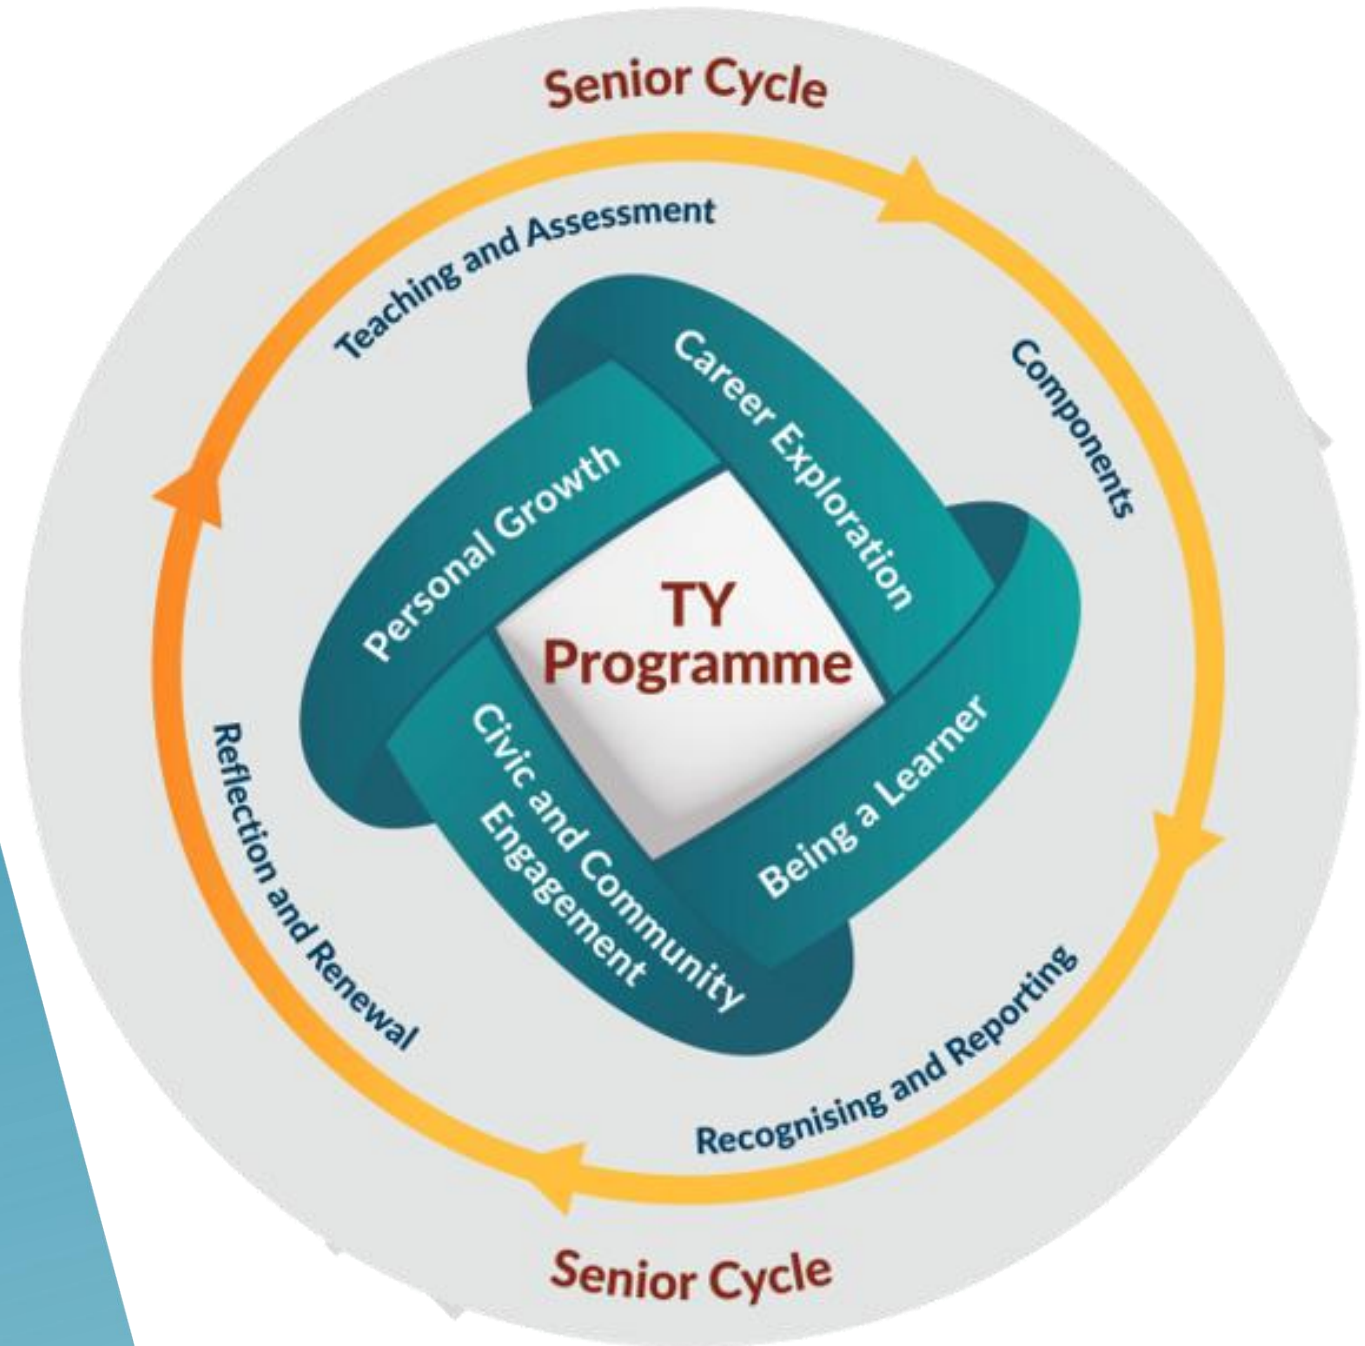 Senior Cycle
Teaching and Assessment
Components
Career Exploration
Personal Growth
TY
Programme
Being a Learner
Civic and Community
Engagement
Reflection and Renewal
Recognising and Reporting
Senior Cycle